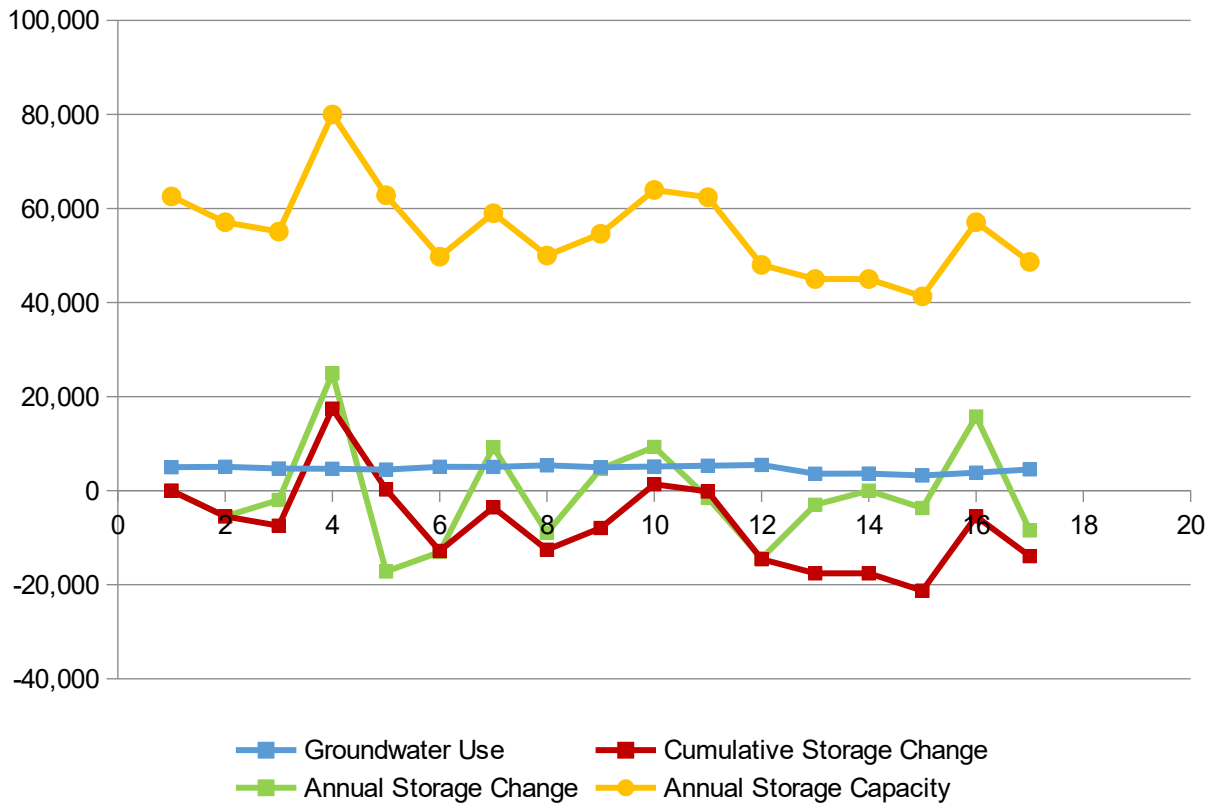 100,000
80,000
60,000
40,000
20,000
0
0 2 4 6 8 10 12 14 16 18 20
-20,000
-40,000
Groundwater Use Cumulative Storage Change
Annual Storage Change Annual Storage Capacity